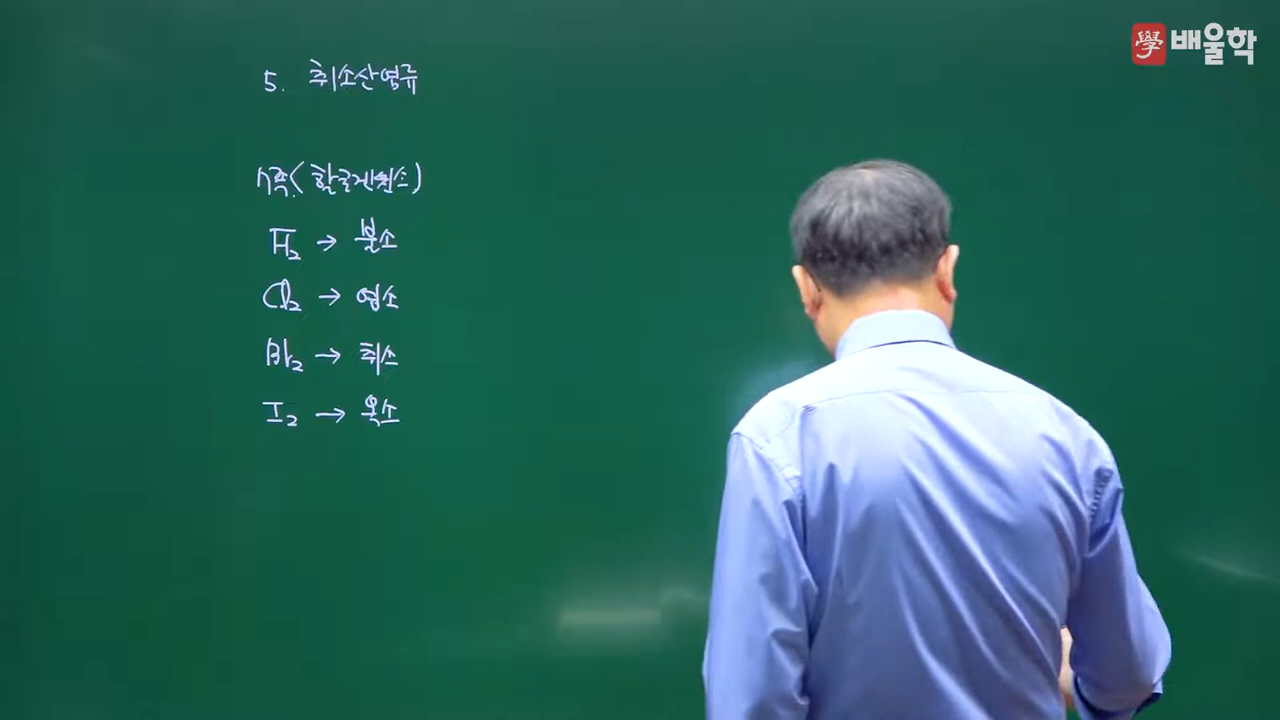 5. 취소산염류
7족(할로겐원소)
F₂ → 불소
Cl₂ → 염소
Br₂ → 취소
I₂ → 옥소
學 배울학